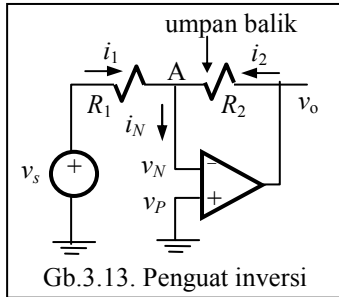 umpan balik
i1 A i2
R1 R2 vo
iN
vs + vN −
vP +
Gb.3.13. Penguat inversi